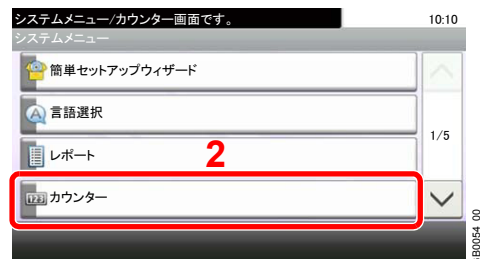 システムメニュー/カウンター画面です。
10:10
システムメニュー
簡単セットアップウィザード
A 言語選択
1/5
レポート
2
123 カウンター
B0054_00